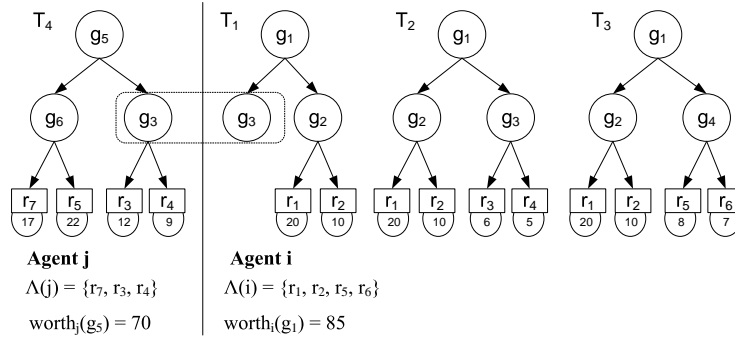 T4 T1 T2 T3
g5 g1 g1 g1
g6 g3 g3 g2 g2 g3 g2 g4
r7 r5 r3 r4 r1 r2 r1 r2 r3 r4 r1 r2 r5 r6
17 22 12 9 20 10 20 10 6 5 20 10 8 7
Agent j Agent i
Λ(j) = {r7, r3, r4} Λ(i) = {r1, r2, r5, r6}
worthj(g5) = 70 worthi(g1) = 85